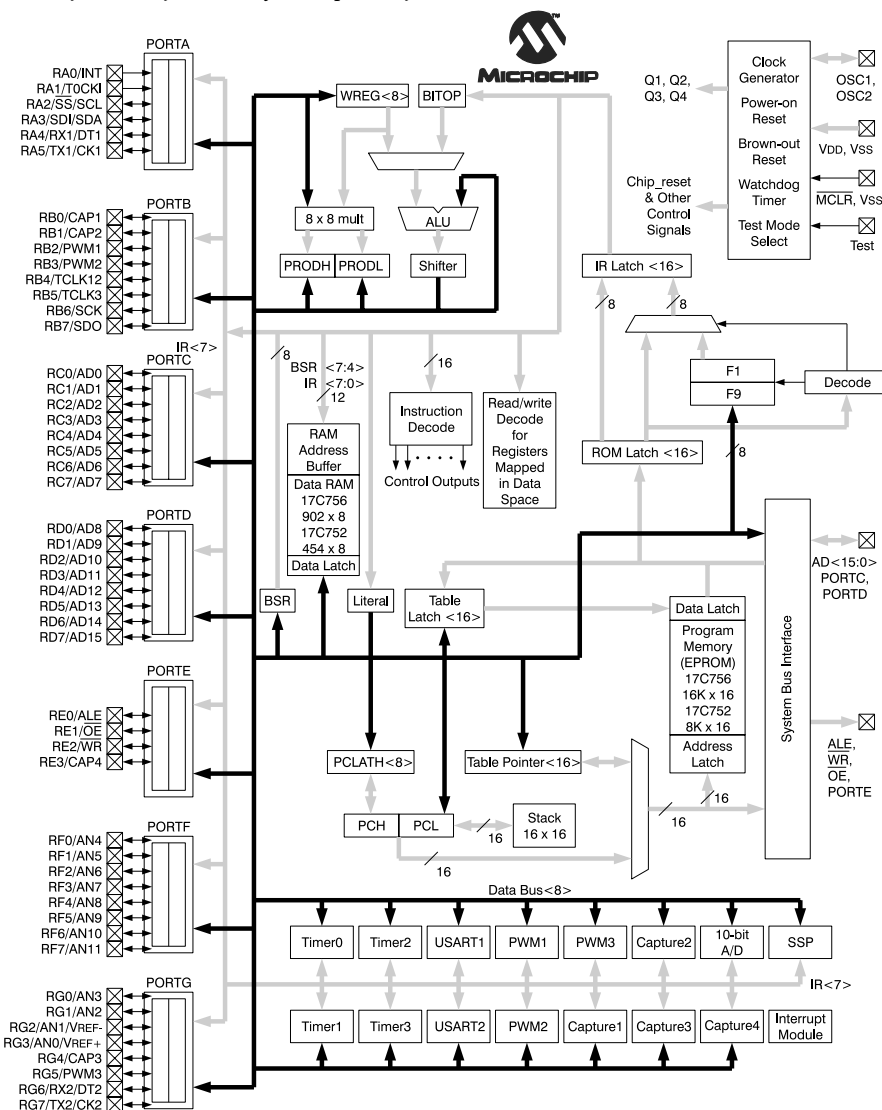 MICROCHIP
TM
PORTA
RA0/INT
RA1/T0CKI
RA2/SS/SCL
RA3/SDI/SDA
RA4/RX1/DT1
RA5/TX1/CK1
PORTB
RB0/CAP1
RB1/CAP2
RB2/PWM1
RB3/PWM2
RB4/TCLK12
RB5/TCLK3
RB6/SCK
RB7/SDO
IR<7>
PORTC
RC0/AD0
RC1/AD1
RC2/AD2
RC3/AD3
RC4/AD4
RC5/AD5
RC6/AD6
RC7/AD7
PORTD
RD0/AD8
RD1/AD9
RD2/AD10
RD3/AD11
RD4/AD12
RD5/AD13
RD6/AD14
RD7/AD15
PORTE
RE0/ALE
RE1/OE
RE2/WR
RE3/CAP4
PORTF
RF0/AN4
RF1/AN5
RF2/AN6
RF3/AN7
RF4/AN8
RF5/AN9
RF6/AN10
RF7/AN11
PORTG
RG0/AN3
RG1/AN2
RG2/AN1/VREF-
RG3/AN0/VREF+
RG4/CAP3
RG5/PWM3
RG6/RX2/DT2
RG7/TX2/CK2
WREG<8>
BITOP
8 x 8 mult
ALU
PRODH
PRODL
Shifter
Q1, Q2,
Q3, Q4
Chip_reset
& Other
Control
Signals
Clock
Generator
Power-on
Reset
Brown-out
Reset
Watchdog
Timer
Test Mode
Select
OSC1,
OSC2
VDD, VSS
MCLR, VSS
Test
IR Latch <16>
8
8
F1
F9
Decode
8
ROM Latch <16>
8
BSR <7:4>
IR <7:0>
12
16
RAM
Address
Buffer
Data RAM
17C756
902 x 8
17C752
454 x 8
Data Latch
Instruction
Decode
Control Outputs
Read/write
Decode
for
Registers
Mapped
in Data
Space
BSR
Literal
Table
Latch <16>
Data Latch
Program
Memory
(EPROM)
17C756
16K x 16
17C752
8K x 16
Address
Latch
System Bus Interface
AD<15:0>
PORTC,
PORTD
ALE,
WR,
OE,
PORTE
PCLATH<8>
Table Pointer<16>
PCH
PCL
16
Stack
16 x 16
16
16
16
Data Bus<8>
Timer0
Timer2
USART1
PWM1
PWM3
Capture2
10-bit
A/D
SSP
IR<7>
Timer1
Timer3
USART2
PWM2
Capture1
Capture3
Capture4
Interrupt
Module